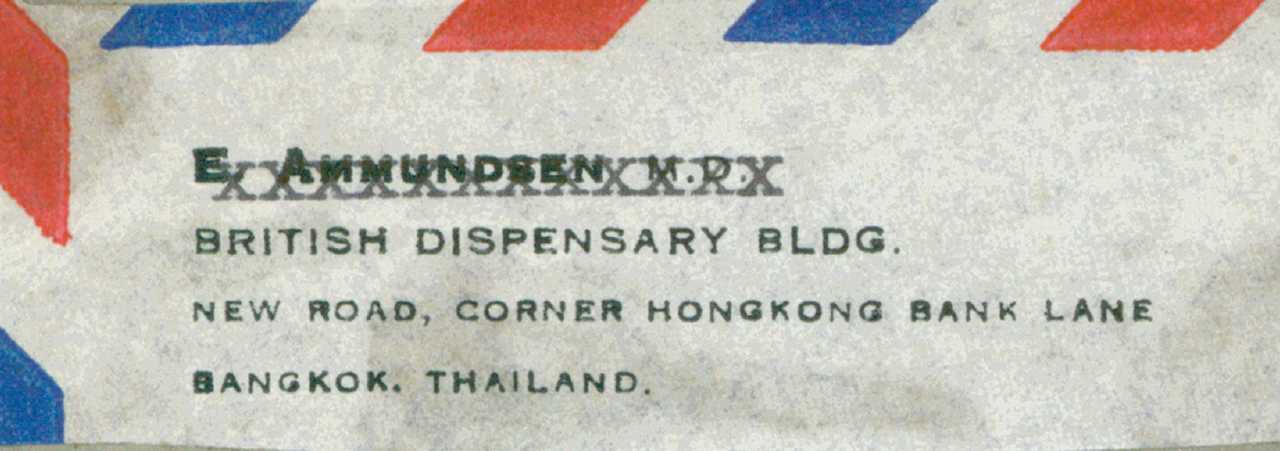 E. AMMUNDSEN M.D.
BRITISH DISPENSARY BLDG.
NEW ROAD, CORNER HONGKONG BANK LANE
BANGKOK. THAILAND.